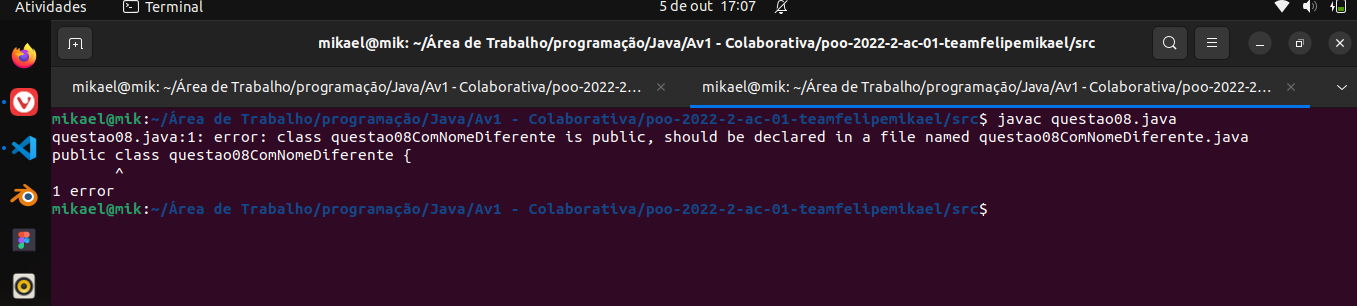 Atividades
Terminal
5 de out 17:07
mikael@mik: ~/Área de Trabalho/programação/Java/Av1 - Colaborativa/poo-2022-2-ac-01-teamfelipemikael/src
mikael@mik: ~/Área de Trabalho/programação/Java/Av1 - Colaborativa/poo-2022-2...
mikael@mik: ~/Área de Trabalho/programação/Java/Av1 - Colaborativa/poo-2022-2...
mikael@mik:~/Área de Trabalho/programação/Java/Av1 - Colaborativa/poo-2022-2-ac-01-teamfelipemikael/src$ javac questao08.java
questao08.java:1: error: class questao08ComNomeDiferente is public, should be declared in a file named questao08ComNomeDiferente.java
public class questao08ComNomeDiferente {
^
1 error
mikael@mik:~/Área de Trabalho/programação/Java/Av1 - Colaborativa/poo-2022-2-ac-01-teamfelipemikael/src$